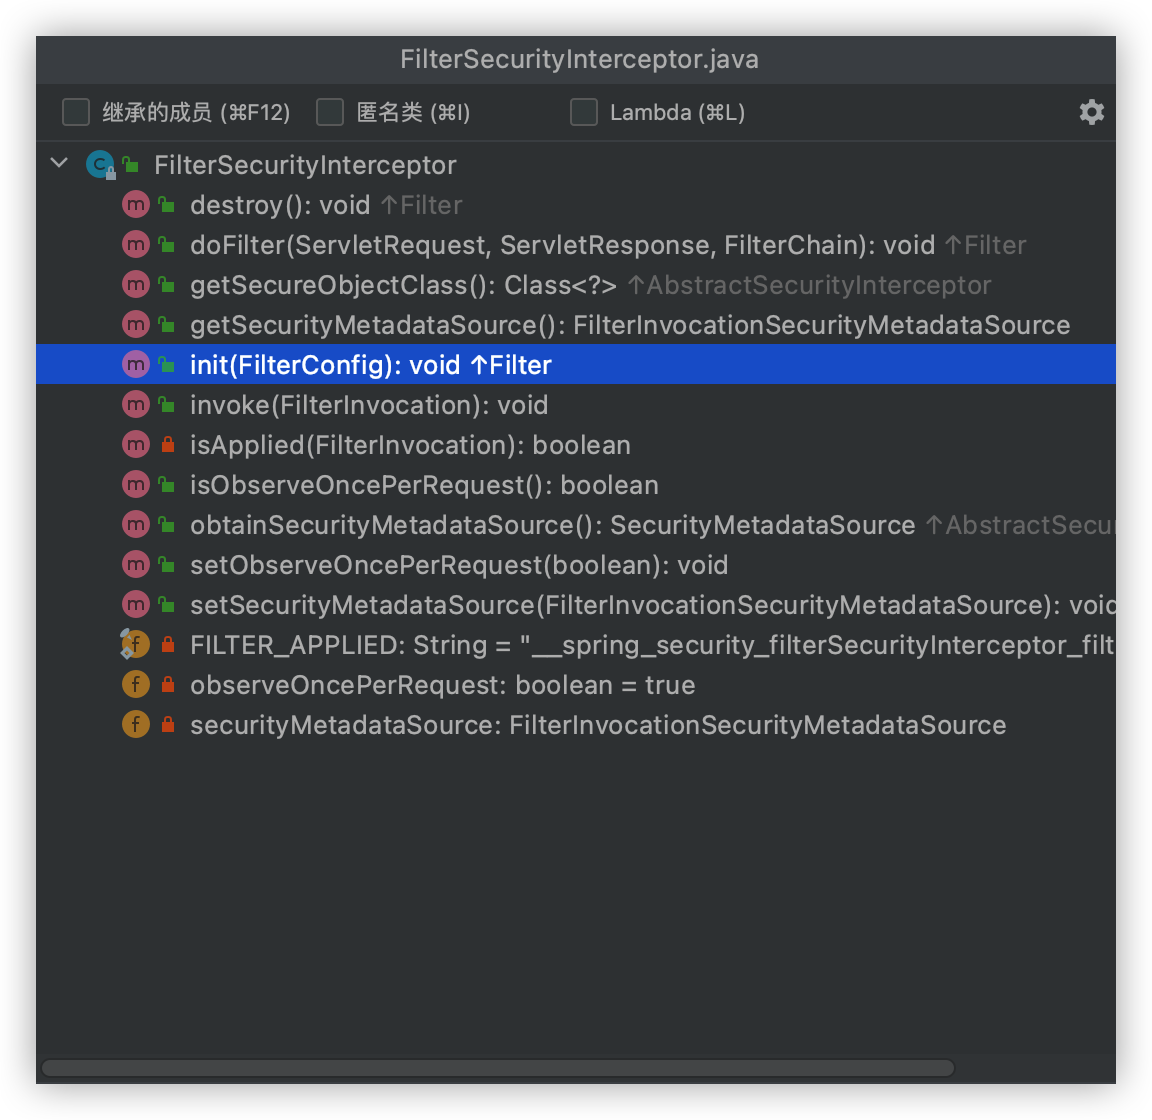 FilterSecurityInterceptor.java
继承的成员 (⌘F12) 匿名类 (⌘I) Lambda (⌘L)
FilterSecurityInterceptor
destroy(): void ↑Filter
doFilter(ServletRequest, ServletResponse, FilterChain): void ↑Filter
getSecureObjectClass(): Class<?> ↑AbstractSecurityInterceptor
getSecurityMetadataSource(): FilterInvocationSecurityMetadataSource
init(FilterConfig): void ↑Filter
invoke(FilterInvocation): void
isApplied(FilterInvocation): boolean
isObserveOncePerRequest(): boolean
obtainSecurityMetadataSource(): SecurityMetadataSource ↑AbstractSecu
setObserveOncePerRequest(boolean): void
setSecurityMetadataSource(FilterInvocationSecurityMetadataSource): void
FILTER_APPLIED: String = "__spring_security_filterSecurityInterceptor_filt
observeOncePerRequest: boolean = true
securityMetadataSource: FilterInvocationSecurityMetadataSource